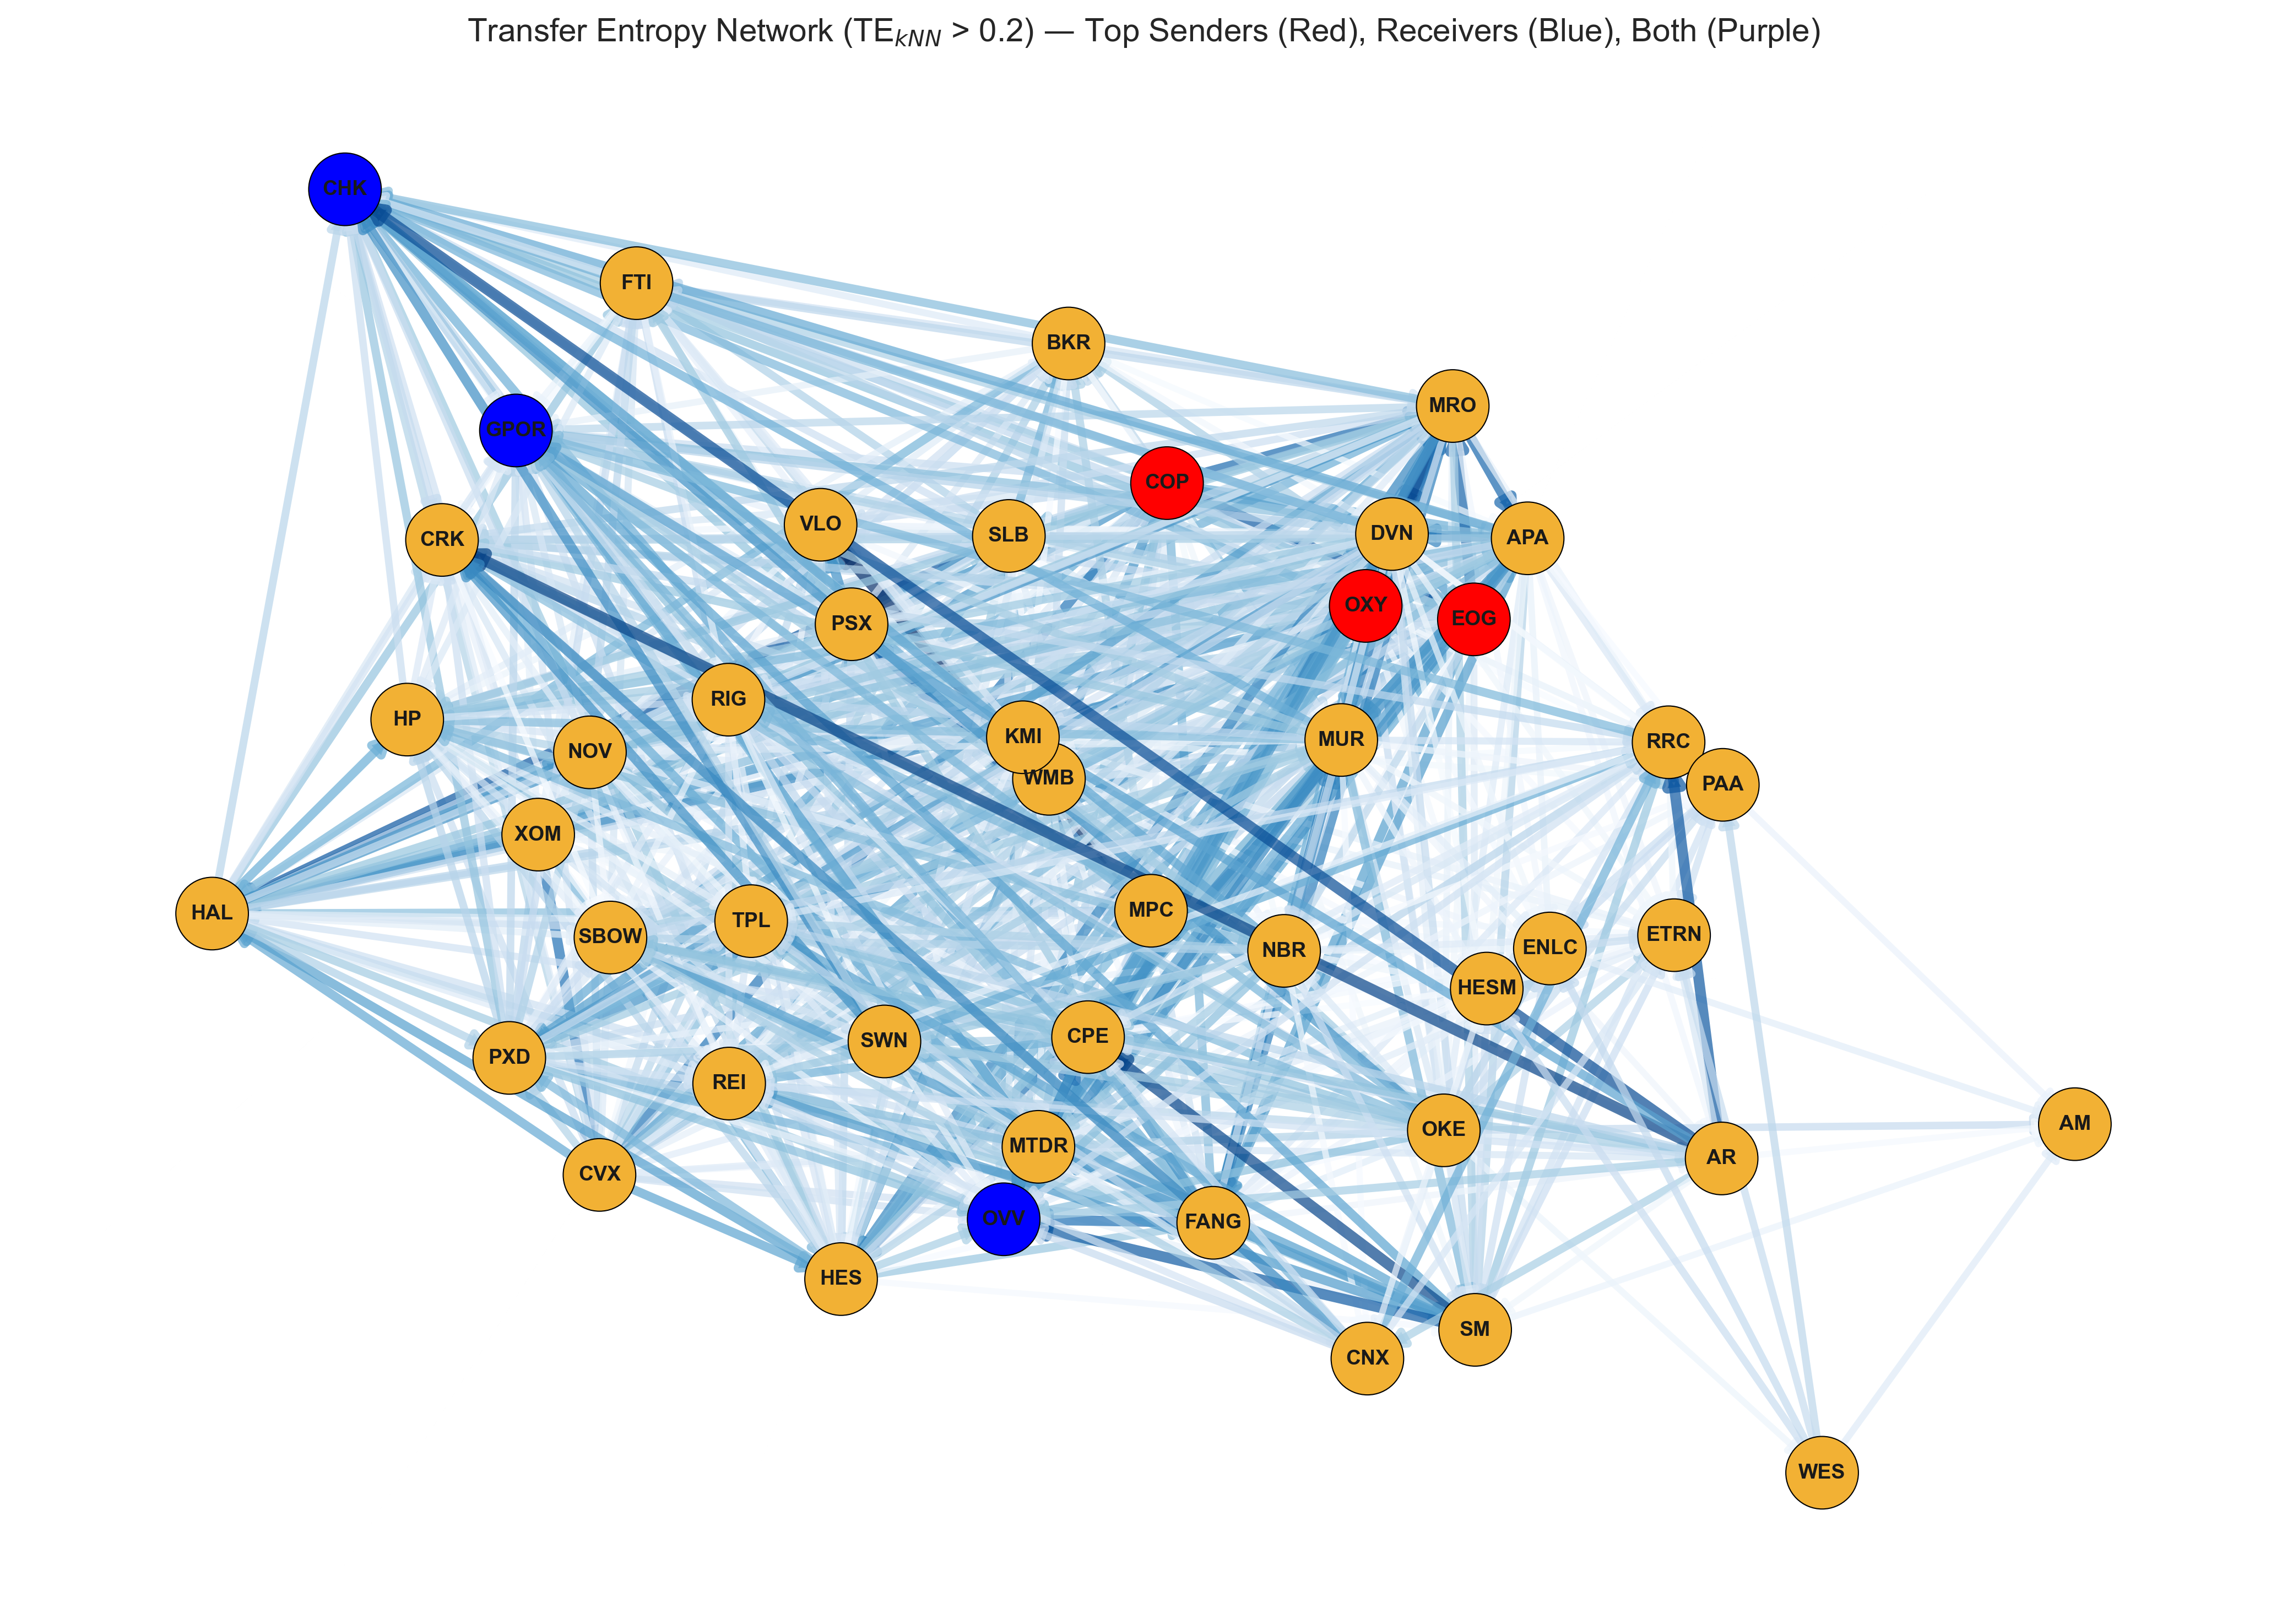 Transfer Entropy Network (TE_kNN > 0.2) — Top Senders (Red), Receivers (Blue), Both (Purple)
CHK
FTI
BKR
MRO
GPOR
COP
VLO
SLB
DVN
APA
CRK
OXY
EOG
PSX
RIG
HP
KMI
MUR
RRC
NOV
WMB
PAA
XOM
HAL
MPC
TPL
SBOW
ETRN
NBR
ENLC
HESM
CPE
SWN
PXD
REI
AM
OKE
MTDR
AR
CVX
OVV
FANG
HES
SM
CNX
WES